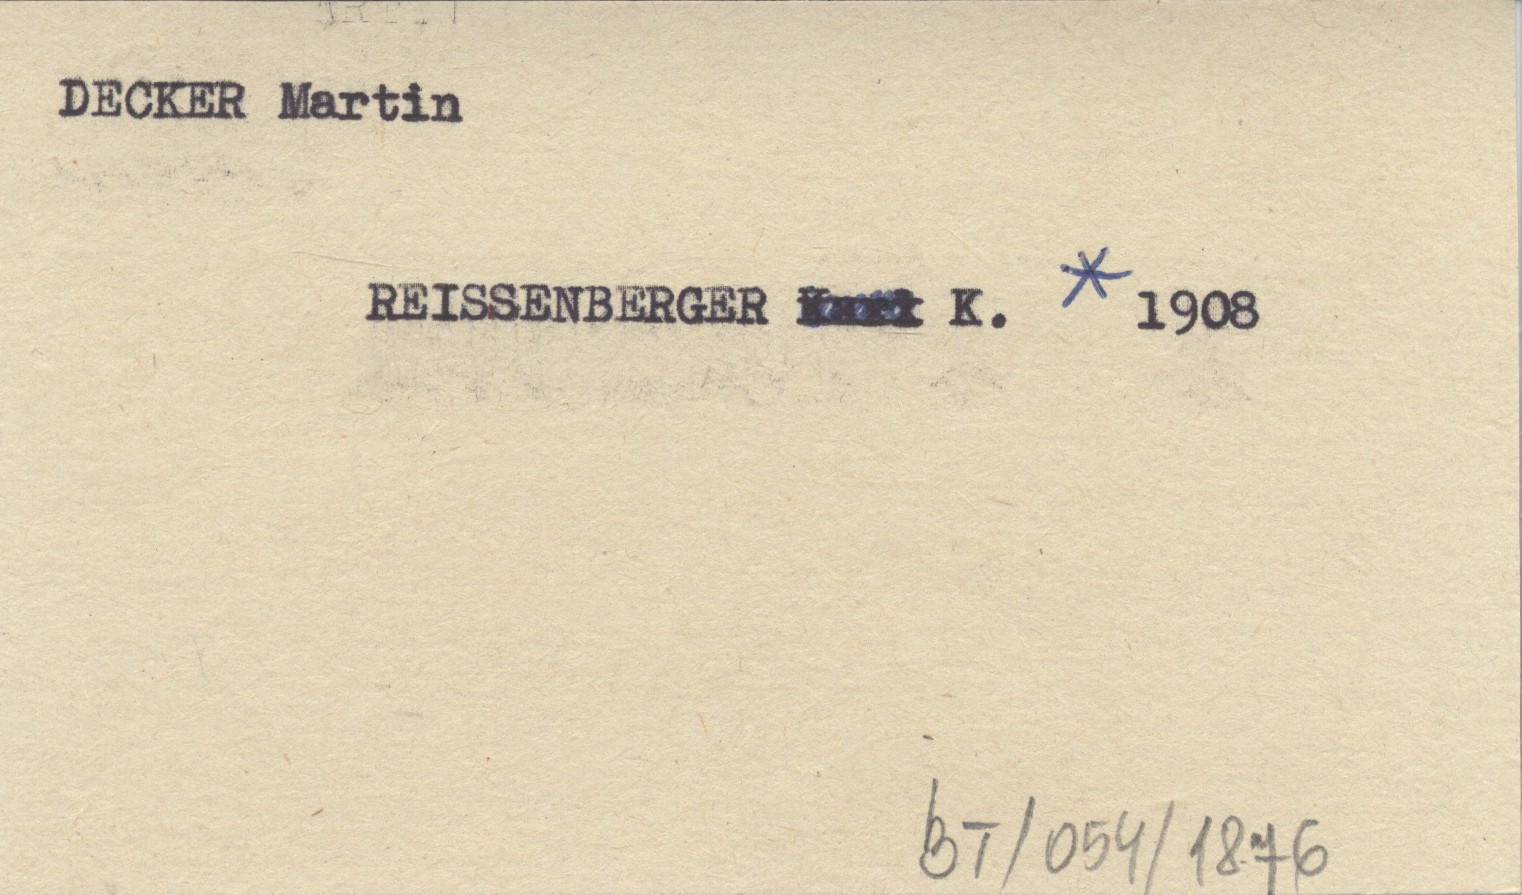 DECKER Martin
REISSENBERGER K. * 1908
BT/054/1876